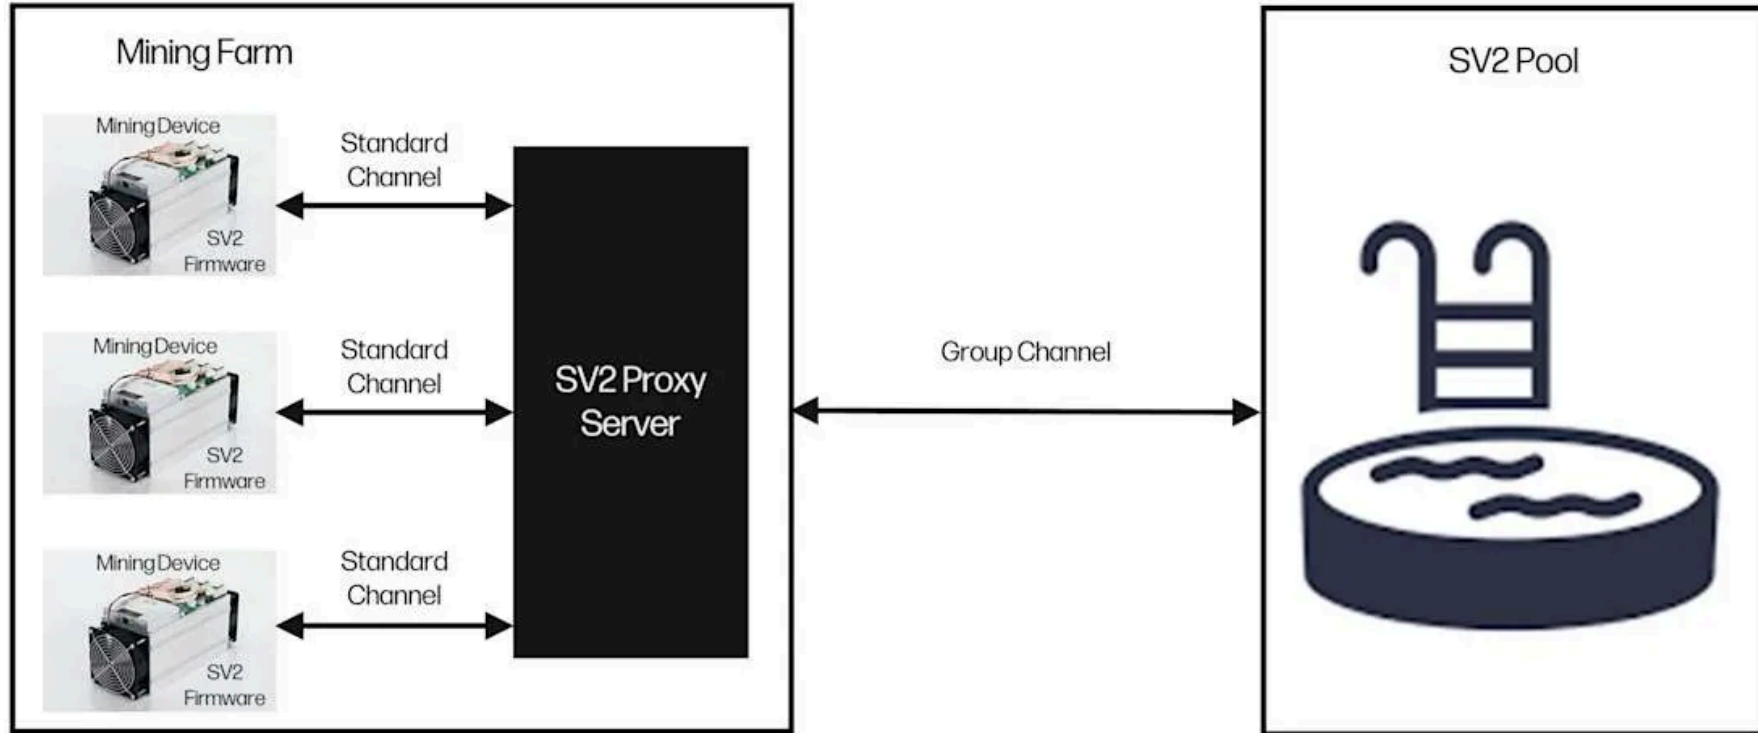 Mining Farm
SV2 Pool
Mining Device
Standard
Channel
SV2
Firmware
Mining Device
Standard
Channel
SV2
Firmware
SV2 Proxy
Server
Group Channel
Mining Device
Standard
Channel
SV2
Firmware